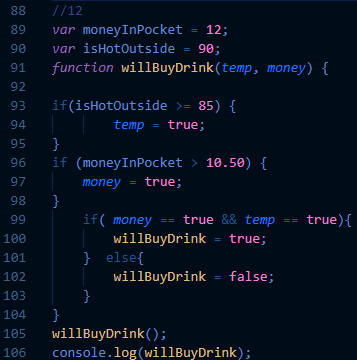 88 //12
89 var moneyInPocket = 12;
90 var isHotOutside = 90;
91 function willBuyDrink(temp, money) {
92
93 if(isHotOutside >= 85) {
94 temp = true;
95 }
96 if (moneyInPocket > 10.50) {
97 money = true;
98 }
99 if( money == true && temp == true){
100 willBuyDrink = true;
101 } else{
102 willBuyDrink = false;
103 }
104 }
105 willBuyDrink();
106 console.log(willBuyDrink);